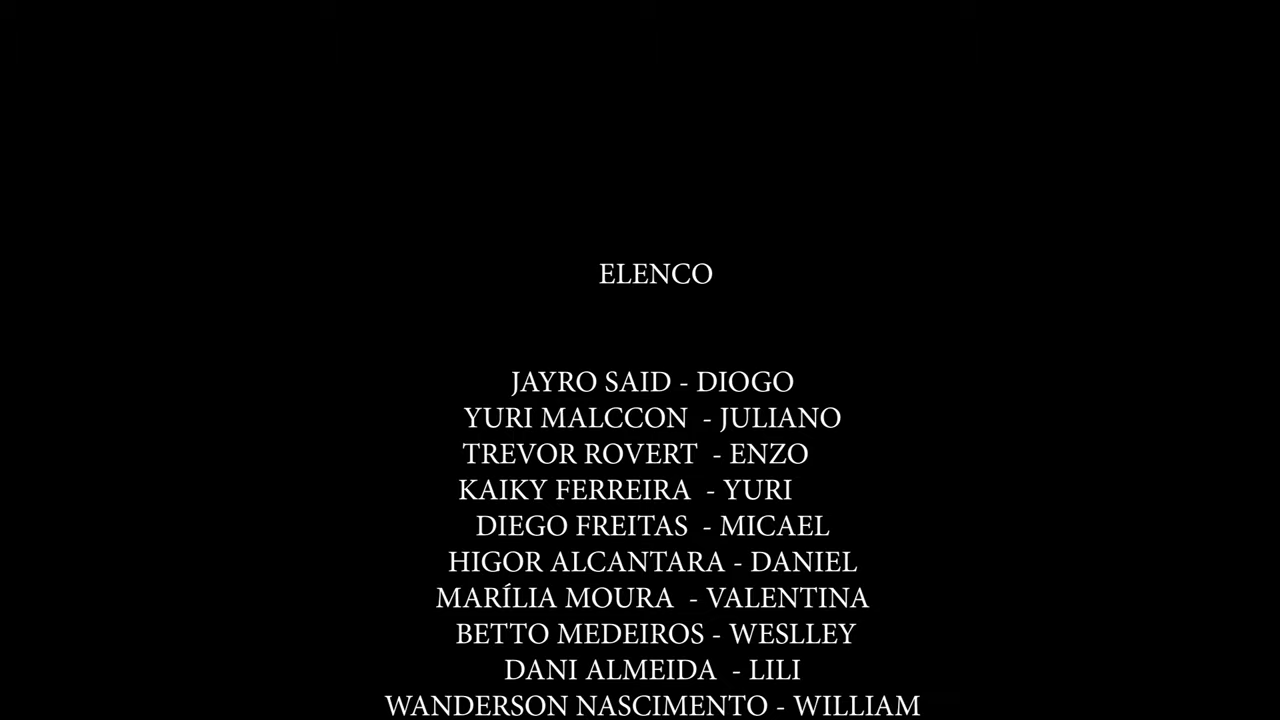 ELENCO
JAYRO SAID - DIOGO
YURI MALCCON - JULIANO
TREVOR ROVERT - ENZO
KAIKY FERREIRA - YURI
DIEGO FREITAS - MICAEL
HIGOR ALCANTARA - DANIEL
MARÍLIA MOURA - VALENTINA
BETTO MEDEIROS - WESLLEY
DANI ALMEIDA - LILI
WANDERSON NASCIMENTO - WILLIAM